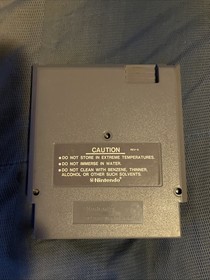 CAUTION
●DO NOT STORE IN EXTREME TEMPERATURES.
●DO NOT IMMERSE IN WATER.
●DO NOT CLEAN WITH BENZENE, THINNER,
ALCOHOL OR OTHER SUCH SOLVENTS.
Nintendo®